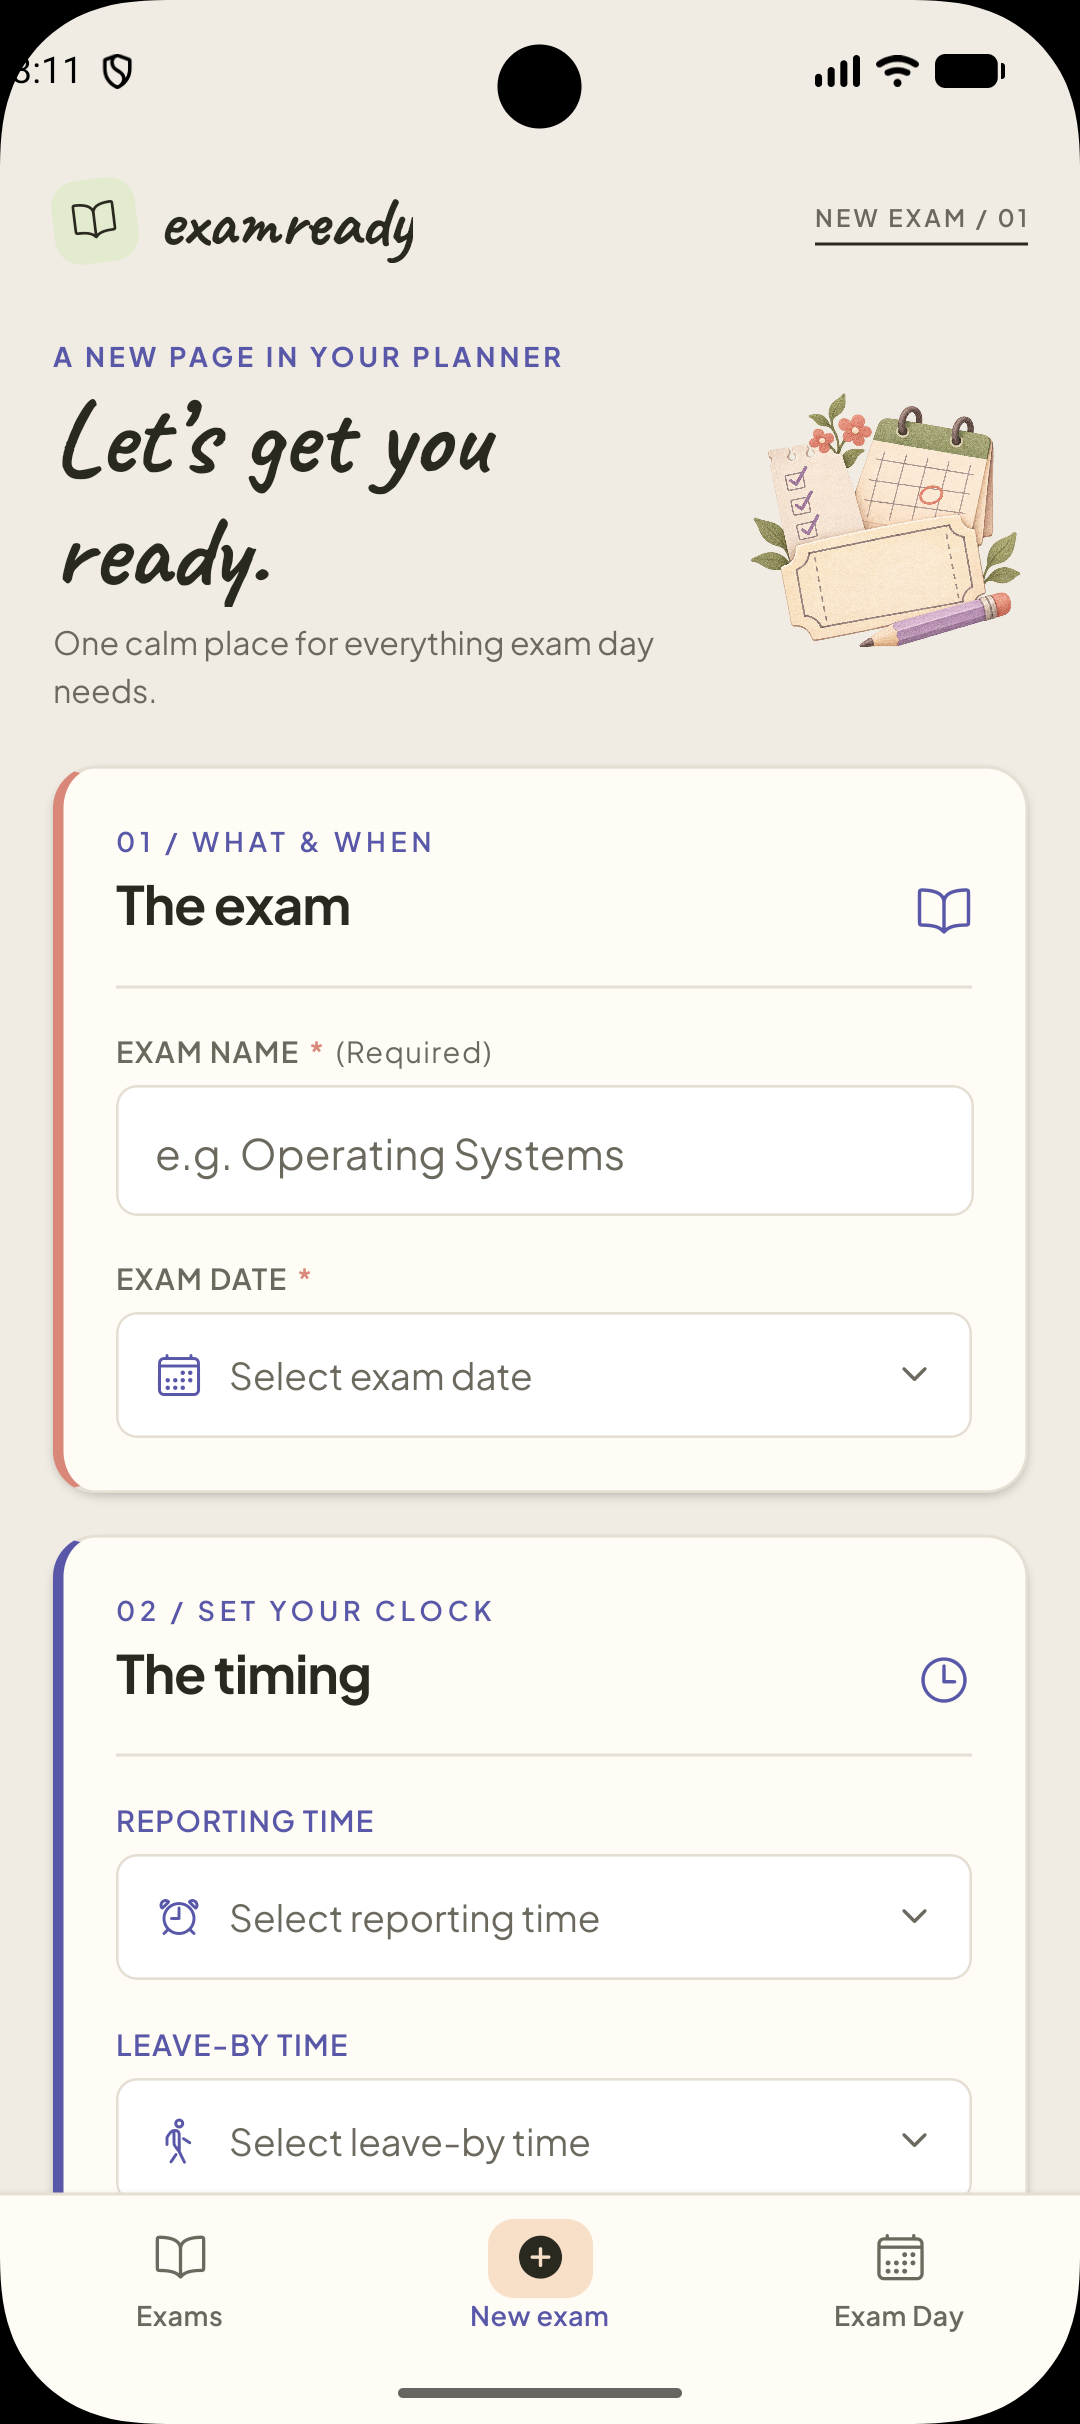 :11
examready
NEW EXAM / 01
A NEW PAGE IN YOUR PLANNER
Let's get you
ready.
One calm place for everything exam day
needs.
01 / WHAT & WHEN
The exam
EXAM NAME * (Required)
e.g. Operating Systems
EXAM DATE *
Select exam date
02 / SET YOUR CLOCK
The timing
REPORTING TIME
Select reporting time
LEAVE-BY TIME
Select leave-by time
Exams
New exam
Exam Day